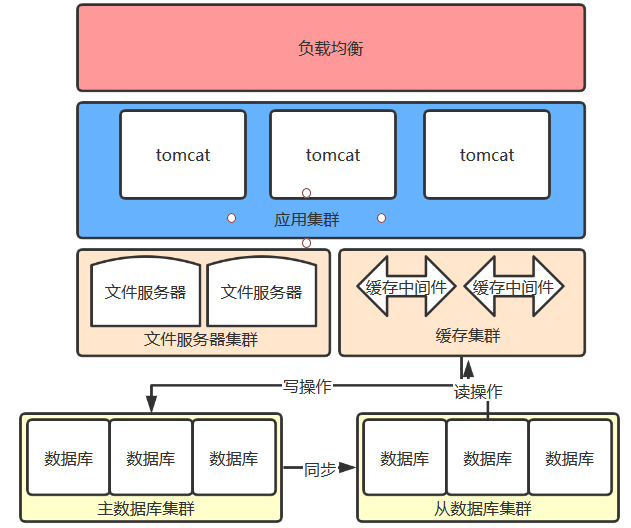 负载均衡
tomcat tomcat tomcat
应用集群
文件服务器 文件服务器 缓存中间件 缓存中间件
文件服务器集群 缓存集群
写操作 读操作
数据库 数据库 数据库 同步 数据库 数据库 数据库
主数据库集群 从数据库集群